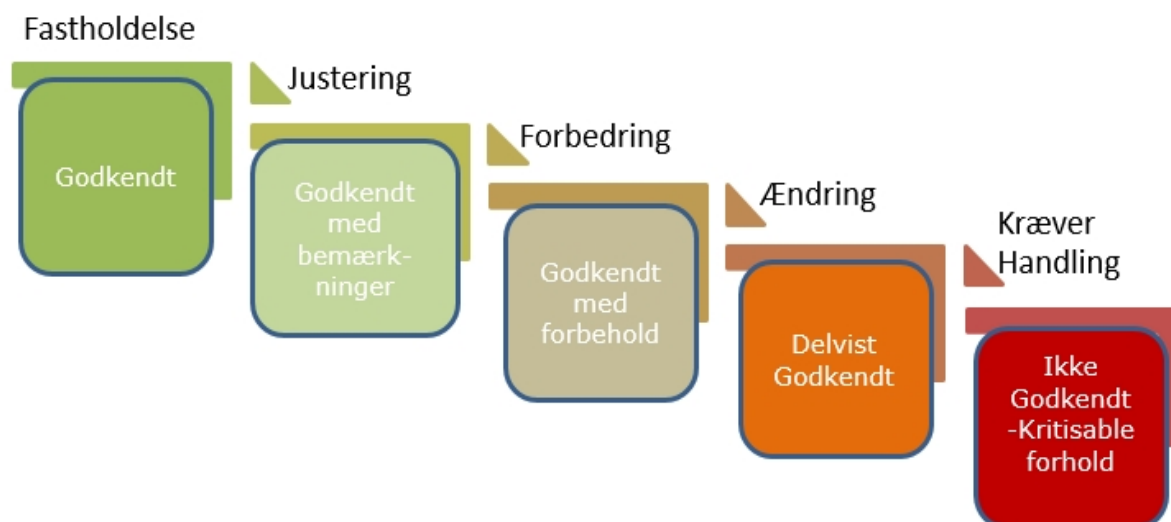 Fastholdelse
Godkendt
Justering
Godkendt
med
bemærk-
ninger
Forbedring
Godkendt
med
forbehold
Ændring
Delvist
Godkendt
Kræver
Handling
Ikke
Godkendt
-Kritisable
forhold